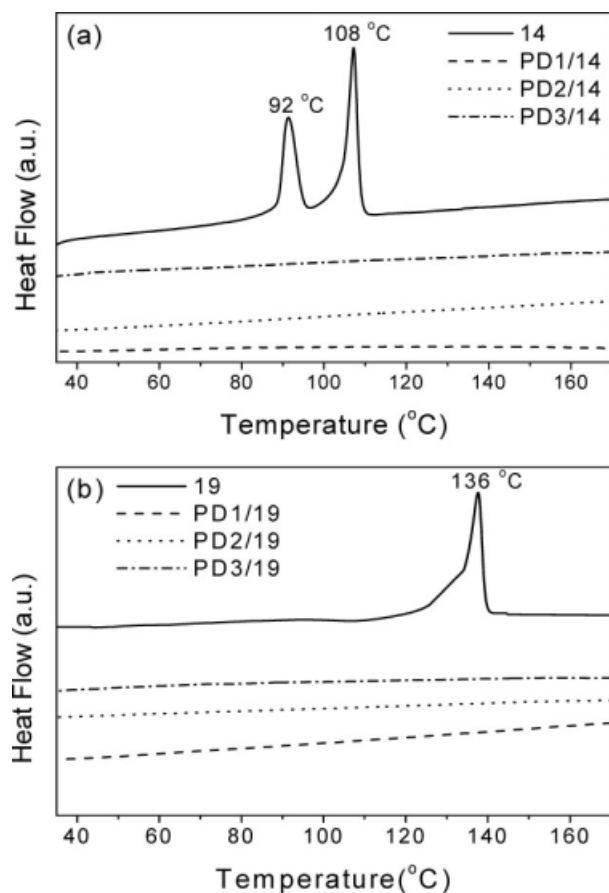 (a)
108 °C
92 °C
14
PD1/14
PD2/14
PD3/14
Heat Flow (a.u.)
40 60 80 100 120 140 160
Temperature (°C)
(b)
136 °C
19
PD1/19
PD2/19
PD3/19
Heat Flow (a.u.)
40 60 80 100 120 140 160
Temperature(°C)